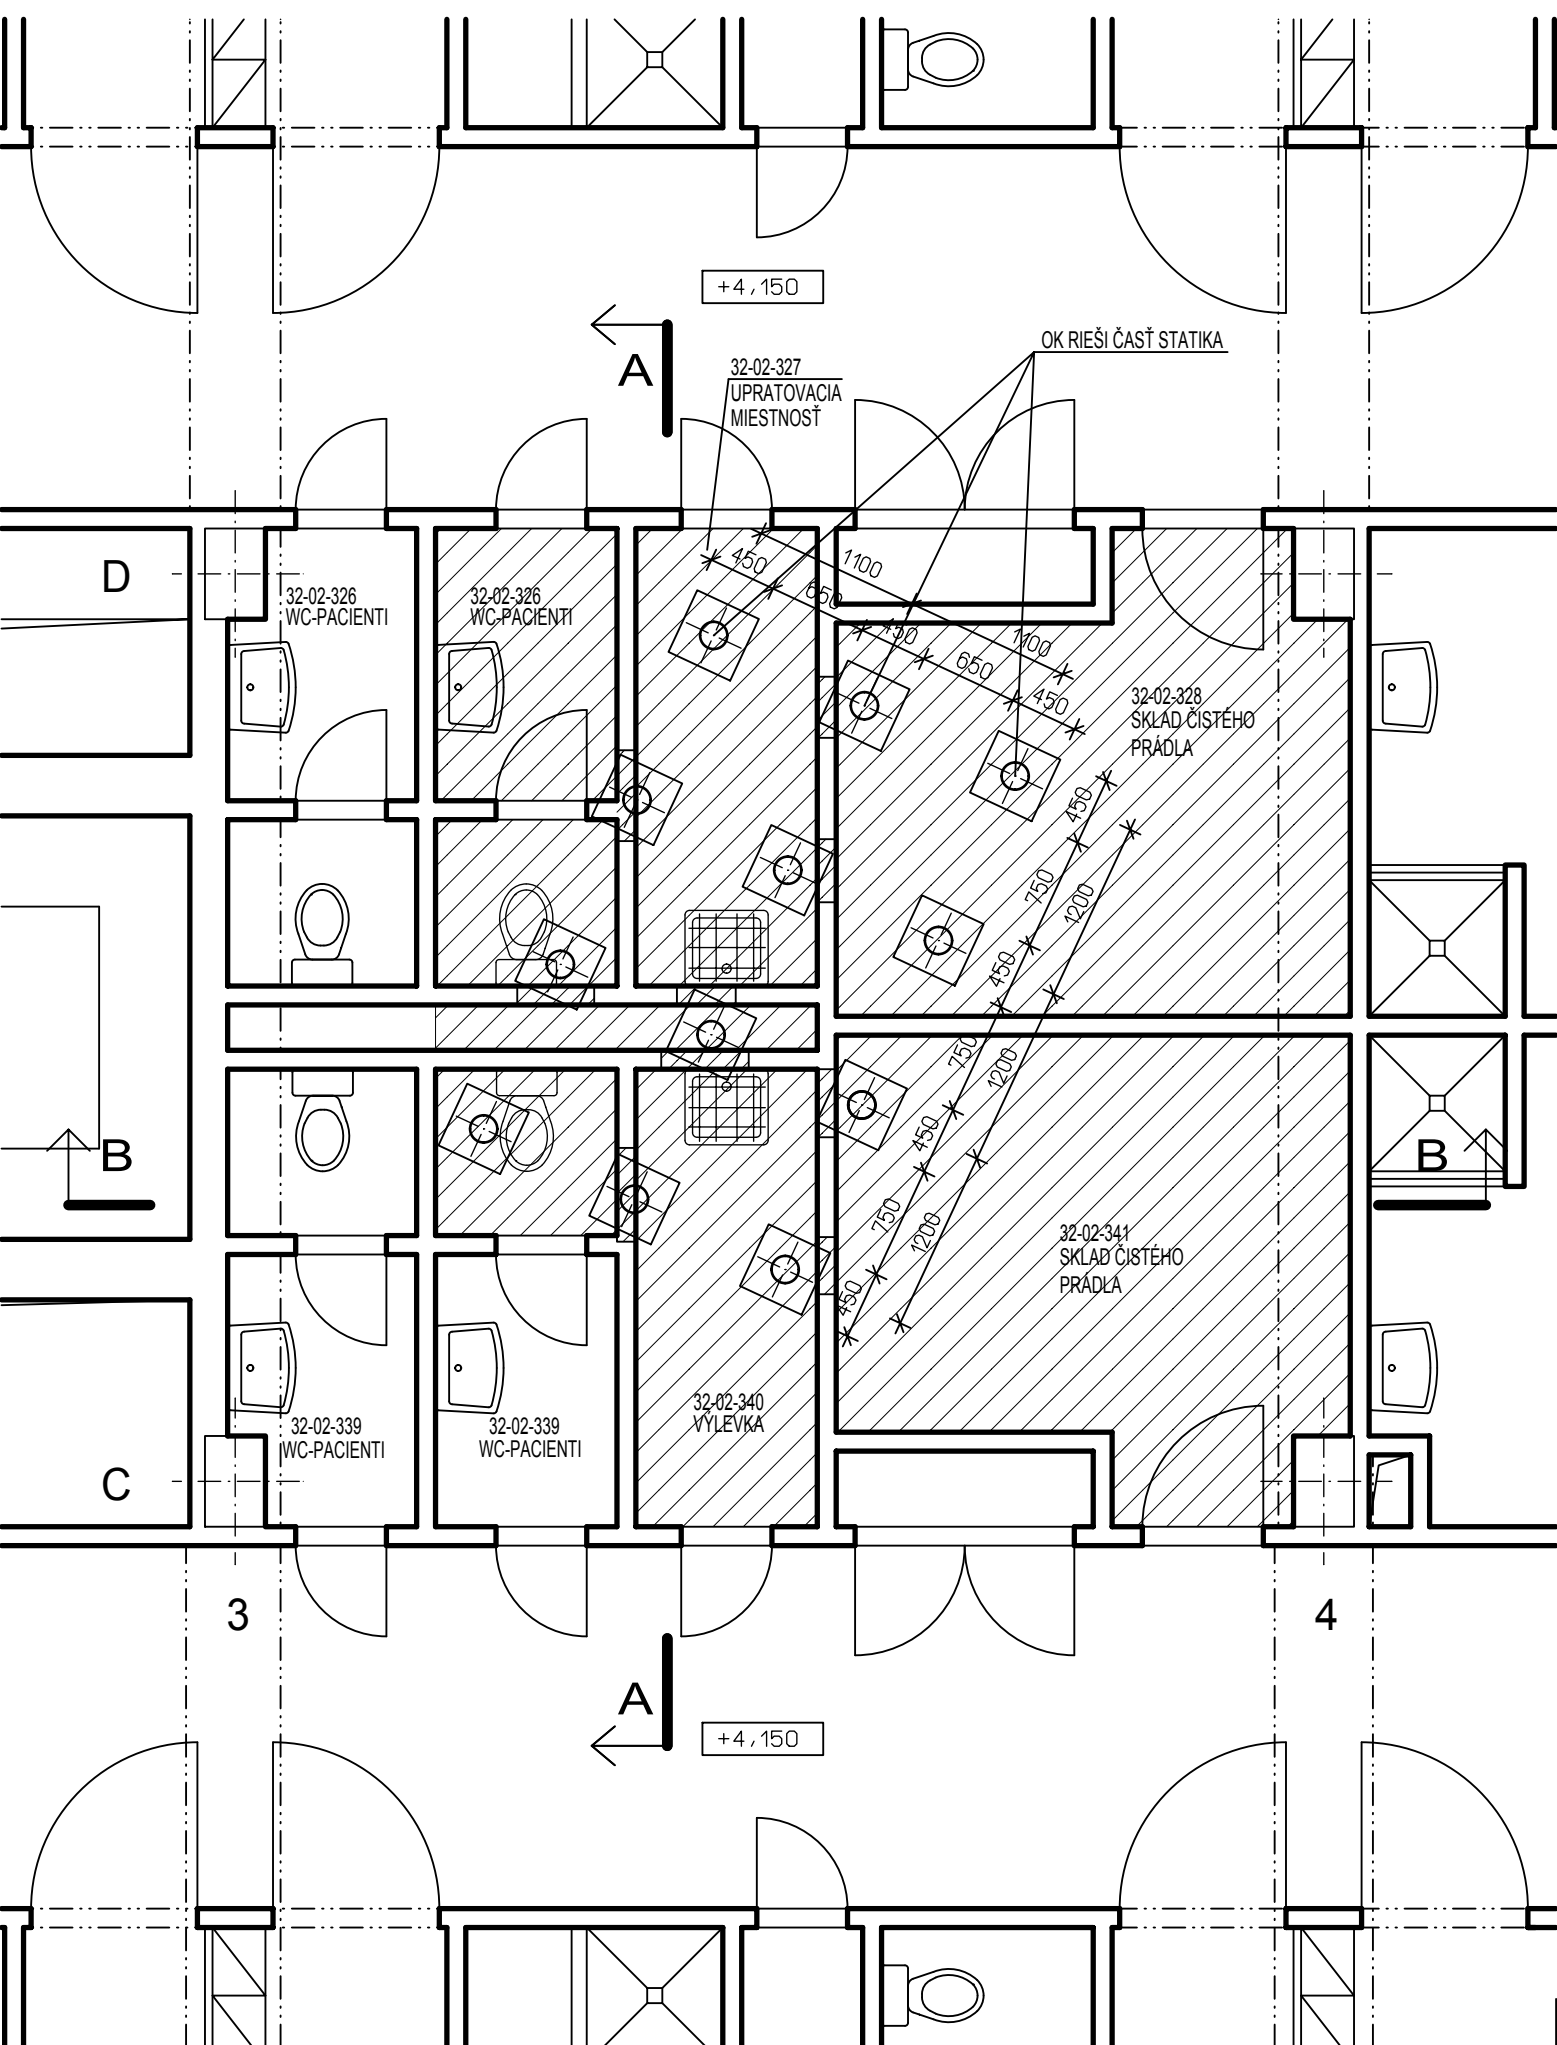 +4,150
A
OK RIEŠI ČASŤ STATIKA
32-02-327
UPRATOVACIA
MIESTNOSŤ
D
32-02-326
WC-PACIENTI
32-02-326
WC-PACIENTI
450
650
450
650
450
1100
1100
32-02-328
SKLAD ČISTÉHO
PRÁDLA
450
750
450
750
450
750
450
1200
1200
1200
B
B
32-02-341
SKLAD ČISTÉHO
PRÁDLA
32-02-339
WC-PACIENTI
32-02-339
WC-PACIENTI
32-02-340
VÝLEVKA
C
3
4
A
+4,150